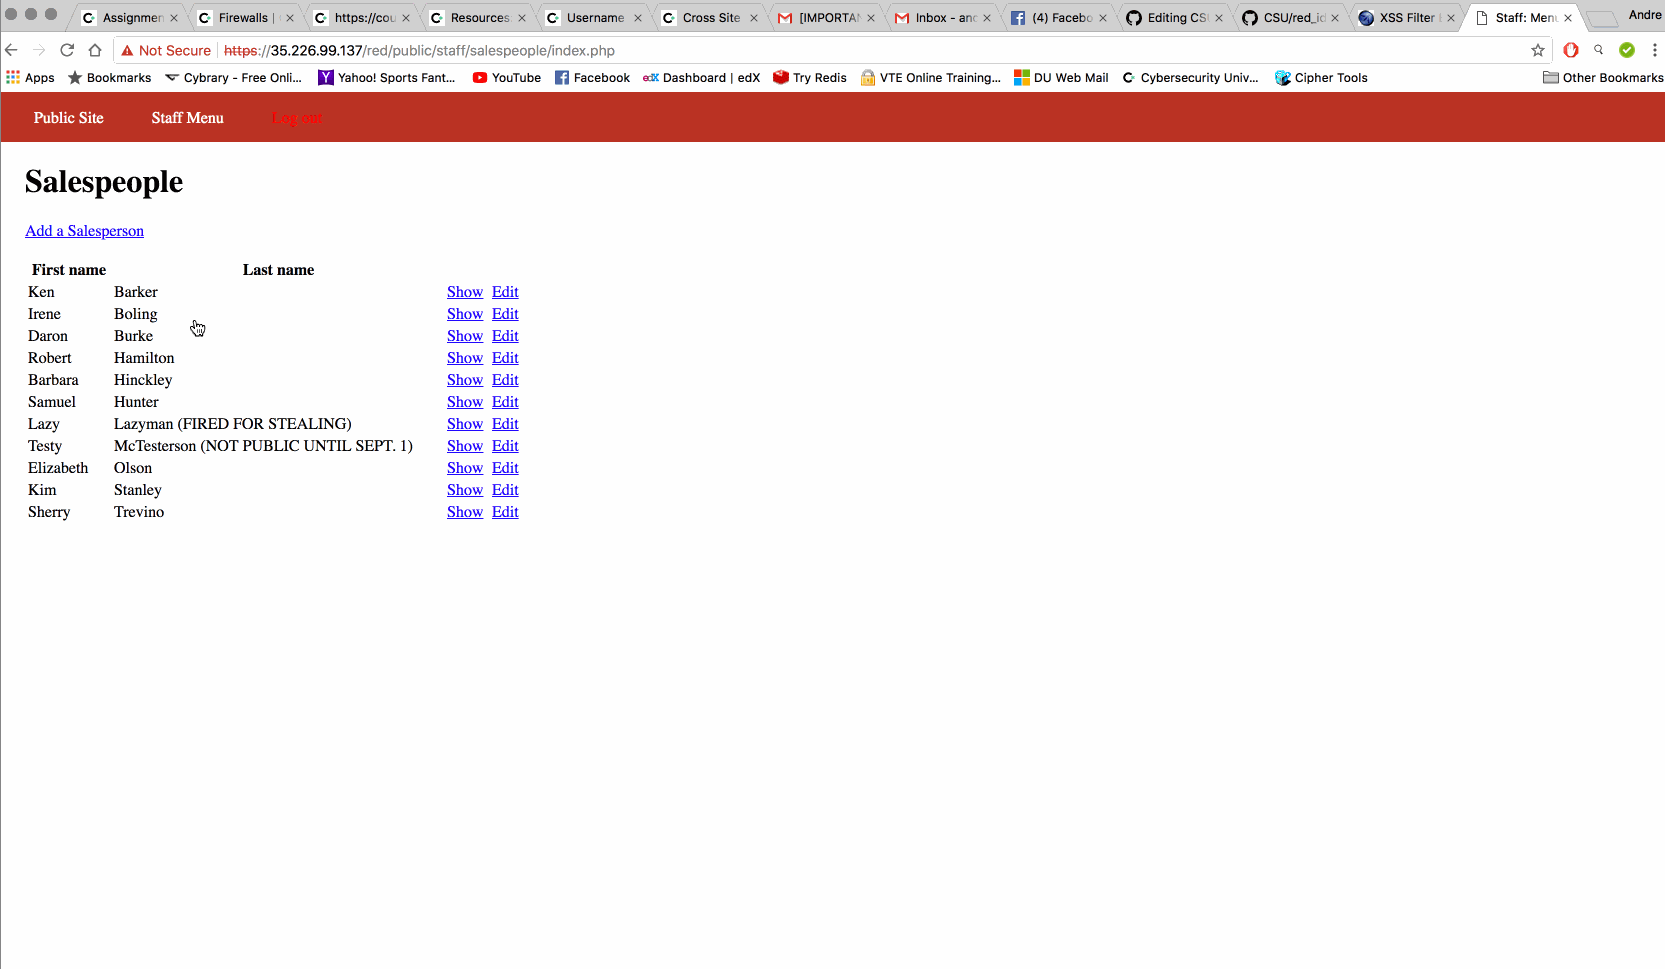 Assignmen Firewalls | https://cou Resources Username Cross Site [IMPORTAN Inbox - and (4) Facebo Editing CS CSU/red_id XSS Filter Staff: Menu Andre
Not Secure https://35.226.99.137/red/public/staff/salespeople/index.php
Apps Bookmarks Cybrary - Free Onli... Yahoo! Sports Fant... YouTube Facebook edX Dashboard | edX Try Redis VTE Online Training... DU Web Mail Cybersecurity Univ... Cipher Tools Other Bookmarks
Public Site Staff Menu Log out
Salespeople
Add a Salesperson
First name Last name
Ken Barker Show Edit
Irene Boling Show Edit
Daron Burke Show Edit
Robert Hamilton Show Edit
Barbara Hinckley Show Edit
Samuel Hunter Show Edit
Lazy Lazyman (FIRED FOR STEALING) Show Edit
Testy McTesterson (NOT PUBLIC UNTIL SEPT. 1) Show Edit
Elizabeth Olson Show Edit
Kim Stanley Show Edit
Sherry Trevino Show Edit